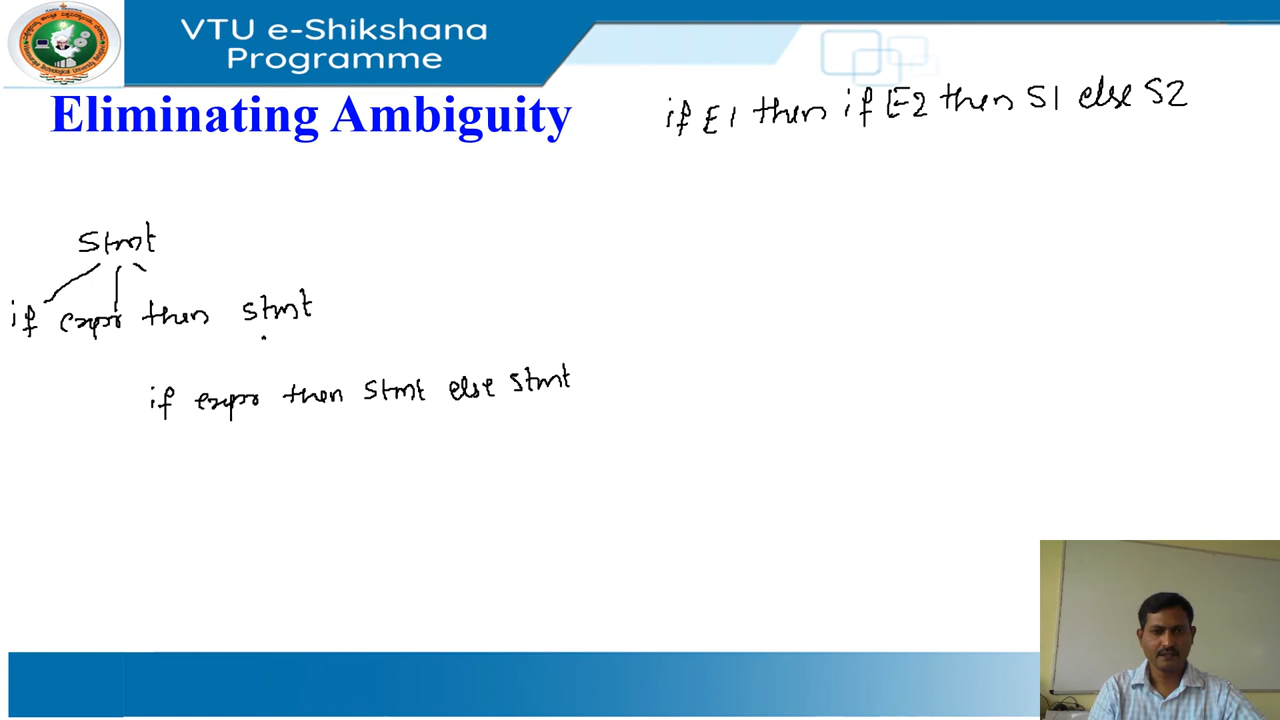 VTU e-Shikshana
Programme
Eliminating Ambiguity
if E1 then if E2 then S1 else S2
Stmt
if expr then stmt
if expr then stmt else stmt